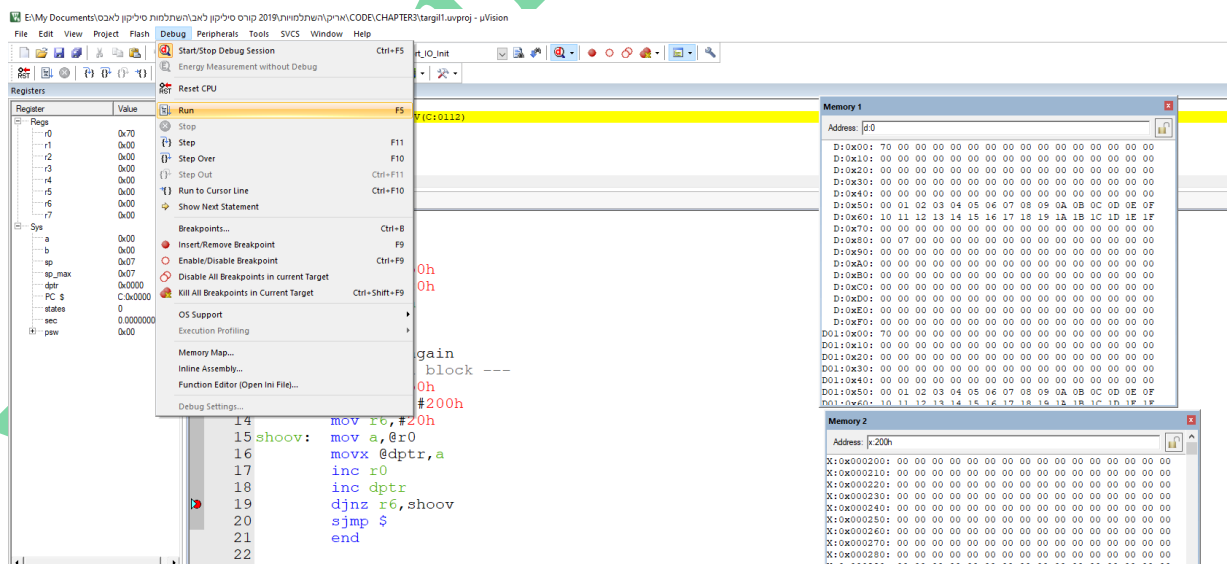 E:\My Documents\השתלמות סיליקון לאבס\השתלמויות\2019 קורס סיליקון לאב\אריק\CODE\CHAPTER3\targil1.uvproj - µVision
File Edit View Project Flash Debug Peripherals Tools SVCS Window Help
rt_IO_Init
Registers
Register Value
Regs
r0 0x70
r1 0x00
r2 0x00
r3 0x00
r4 0x00
r5 0x00
r6 0x00
r7 0x00
Sys
a 0x00
b 0x00
sp 0x07
sp_max 0x07
dptr 0x0000
PC $ C:0x0000
states 0
sec 0.0000000
psw 0x00
Start/Stop Debug Session Ctrl+F5
Energy Measurement without Debug
RST Reset CPU
Run F5
Stop
Step F11
Step Over F10
Step Out Ctrl+F11
Run to Cursor Line Ctrl+F10
Show Next Statement
Breakpoints... Ctrl+B
Insert/Remove Breakpoint F9
Enable/Disable Breakpoint Ctrl+F9
Disable All Breakpoints in current Target
Kill All Breakpoints in Current Target Ctrl+Shift+F9
OS Support
Execution Profiling
Memory Map...
Inline Assembly...
Function Editor (Open Ini File)...
Debug Settings...
V(C:0112)
0h
0h
gain
block ---
0h
#200h
14 mov r6,#20h
15 shoov: mov a,@r0
16 movx @dptr,a
17 inc r0
18 inc dptr
19 djnz r6,shoov
20 sjmp $
21 end
22
Memory 1
Address: d:0
D:0x00: 70 00 00 00 00 00 00 00 00 00 00 00 00 00 00 00
D:0x10: 00 00 00 00 00 00 00 00 00 00 00 00 00 00 00 00
D:0x20: 00 00 00 00 00 00 00 00 00 00 00 00 00 00 00 00
D:0x30: 00 00 00 00 00 00 00 00 00 00 00 00 00 00 00 00
D:0x40: 00 00 00 00 00 00 00 00 00 00 00 00 00 00 00 00
D:0x50: 00 01 02 03 04 05 06 07 08 09 0A 0B 0C 0D 0E 0F
D:0x60: 10 11 12 13 14 15 16 17 18 19 1A 1B 1C 1D 1E 1F
D:0x70: 00 00 00 00 00 00 00 00 00 00 00 00 00 00 00 00
D:0x80: 00 07 00 00 00 00 00 00 00 00 00 00 00 00 00 00
D:0x90: 00 00 00 00 00 00 00 00 00 00 00 00 00 00 00 00
D:0xA0: 00 00 00 00 00 00 00 00 00 00 00 00 00 00 00 00
D:0xB0: 00 00 00 00 00 00 00 00 00 00 00 00 00 00 00 00
D:0xC0: 00 00 00 00 00 00 00 00 00 00 00 00 00 00 00 00
D:0xD0: 00 00 00 00 00 00 00 00 00 00 00 00 00 00 00 00
D:0xE0: 00 00 00 00 00 00 00 00 00 00 00 00 00 00 00 00
D:0xF0: 00 00 00 00 00 00 00 00 00 00 00 00 00 00 00 00
D01:0x00: 70 00 00 00 00 00 00 00 00 00 00 00 00 00 00 00
D01:0x10: 00 00 00 00 00 00 00 00 00 00 00 00 00 00 00 00
D01:0x20: 00 00 00 00 00 00 00 00 00 00 00 00 00 00 00 00
D01:0x30: 00 00 00 00 00 00 00 00 00 00 00 00 00 00 00 00
D01:0x40: 00 00 00 00 00 00 00 00 00 00 00 00 00 00 00 00
D01:0x50: 00 01 02 03 04 05 06 07 08 09 0A 0B 0C 0D 0E 0F
D01:0x60: 10 11 12 13 14 15 16 17 18 19 1A 1B 1C 1D 1E 1F
Memory 2
Address: x:200h
X:0x000200: 00 00 00 00 00 00 00 00 00 00 00 00 00 00 00 00
X:0x000210: 00 00 00 00 00 00 00 00 00 00 00 00 00 00 00 00
X:0x000220: 00 00 00 00 00 00 00 00 00 00 00 00 00 00 00 00
X:0x000230: 00 00 00 00 00 00 00 00 00 00 00 00 00 00 00 00
X:0x000240: 00 00 00 00 00 00 00 00 00 00 00 00 00 00 00 00
X:0x000250: 00 00 00 00 00 00 00 00 00 00 00 00 00 00 00 00
X:0x000260: 00 00 00 00 00 00 00 00 00 00 00 00 00 00 00 00
X:0x000270: 00 00 00 00 00 00 00 00 00 00 00 00 00 00 00 00
X:0x000280: 00 00 00 00 00 00 00 00 00 00 00 00 00 00 00 00